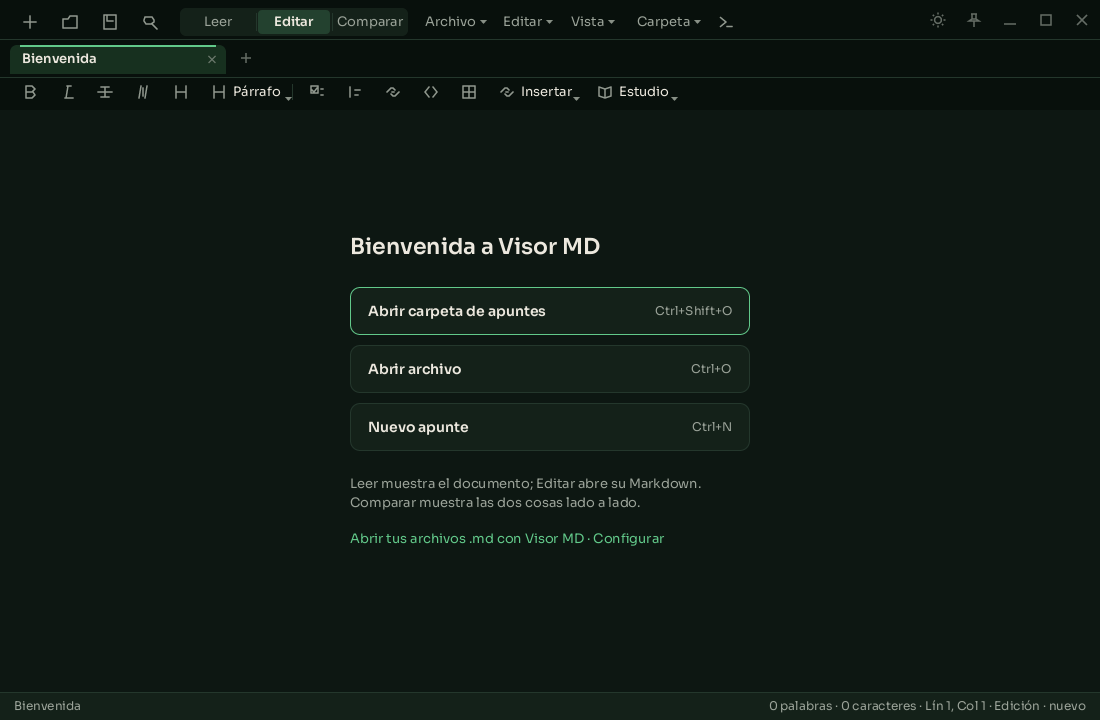 Leer Editar Comparar Archivo Editar Vista Carpeta
Bienvenida
Párrafo Insertar Estudio
Bienvenida a Visor MD
Abrir carpeta de apuntes Ctrl+Shift+O
Abrir archivo Ctrl+O
Nuevo apunte Ctrl+N
Leer muestra el documento; Editar abre su Markdown.
Comparar muestra las dos cosas lado a lado.
Abrir tus archivos .md con Visor MD · Configurar
Bienvenida 0 palabras · 0 caracteres · Lín 1, Col 1 · Edición · nuevo